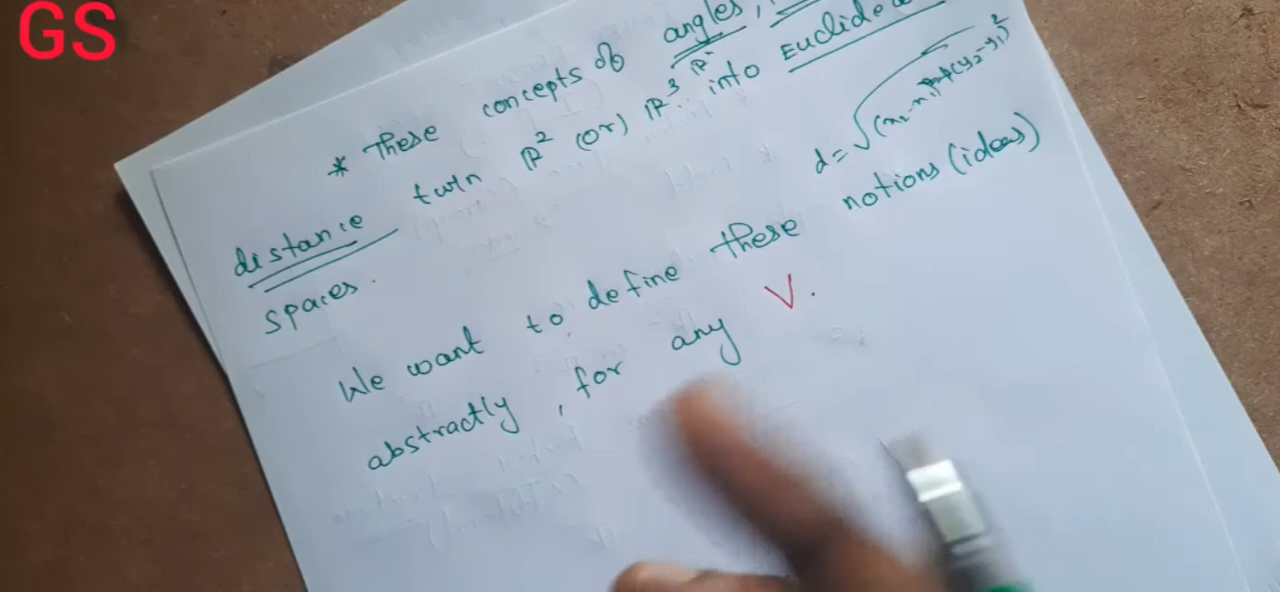 GS
* These concepts of angles,
distance turn ℝ² (or) ℝ³ into Euclidea
spaces.
d = √(x₂-x₁)²+(y₂-y₁)²
We want to define these notions (ideas)
abstractly, for any V.